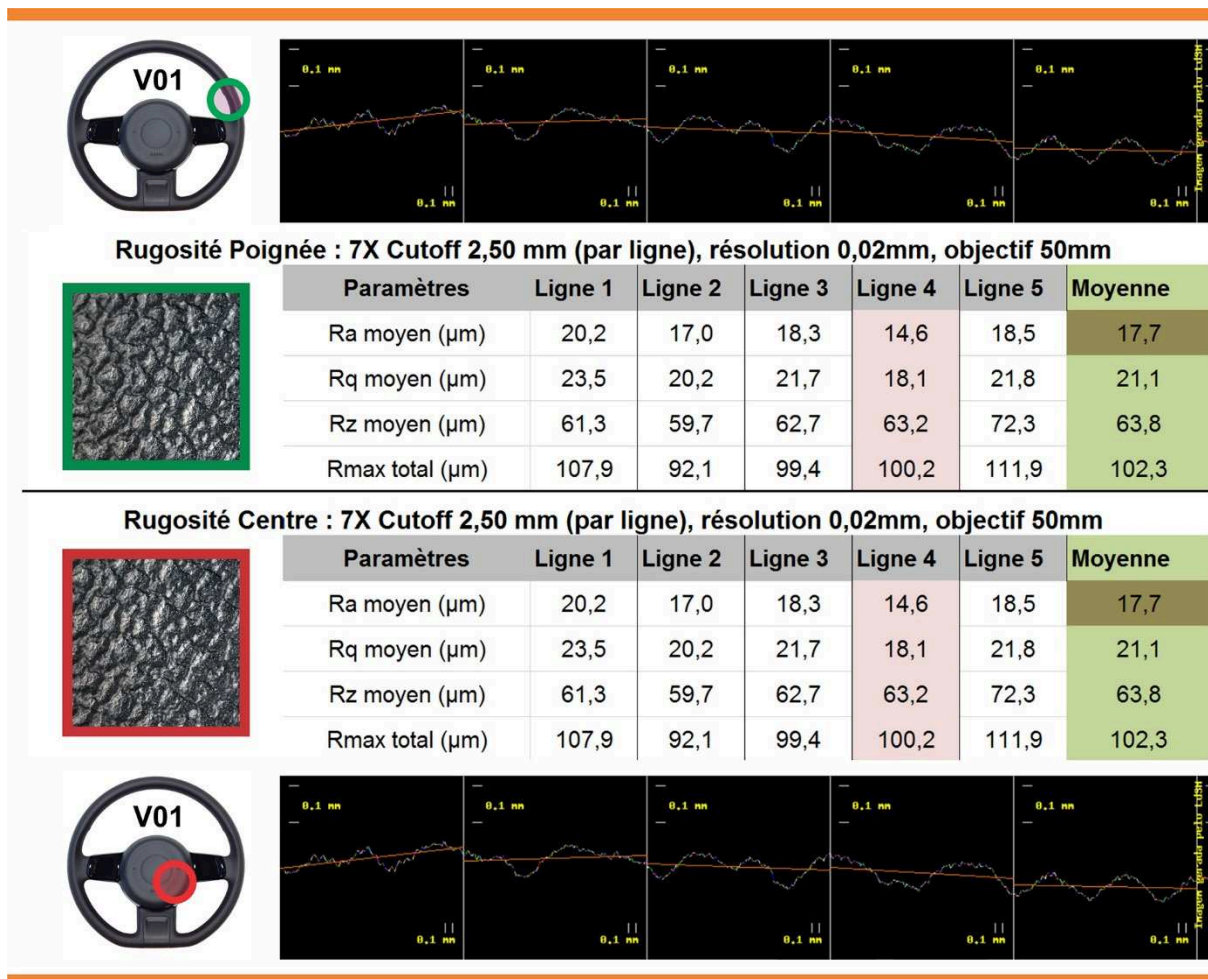 V01
0.1 mm 0.1 mm 0.1 mm 0.1 mm 0.1 mm
0.1 mm 0.1 mm 0.1 mm 0.1 mm 0.1 mm
Imagem gerada pelo LdSM
Rugosité Poignée : 7X Cutoff 2,50 mm (par ligne), résolution 0,02mm, objectif 50mm
Paramètres Ligne 1 Ligne 2 Ligne 3 Ligne 4 Ligne 5 Moyenne
Ra moyen (µm) 20,2 17,0 18,3 14,6 18,5 17,7
Rq moyen (µm) 23,5 20,2 21,7 18,1 21,8 21,1
Rz moyen (µm) 61,3 59,7 62,7 63,2 72,3 63,8
Rmax total (µm) 107,9 92,1 99,4 100,2 111,9 102,3
Rugosité Centre : 7X Cutoff 2,50 mm (par ligne), résolution 0,02mm, objectif 50mm
Paramètres Ligne 1 Ligne 2 Ligne 3 Ligne 4 Ligne 5 Moyenne
Ra moyen (µm) 20,2 17,0 18,3 14,6 18,5 17,7
Rq moyen (µm) 23,5 20,2 21,7 18,1 21,8 21,1
Rz moyen (µm) 61,3 59,7 62,7 63,2 72,3 63,8
Rmax total (µm) 107,9 92,1 99,4 100,2 111,9 102,3
V01
0.1 mm 0.1 mm 0.1 mm 0.1 mm 0.1 mm
0.1 mm 0.1 mm 0.1 mm 0.1 mm 0.1 mm
Imagem gerada pelo LdSM